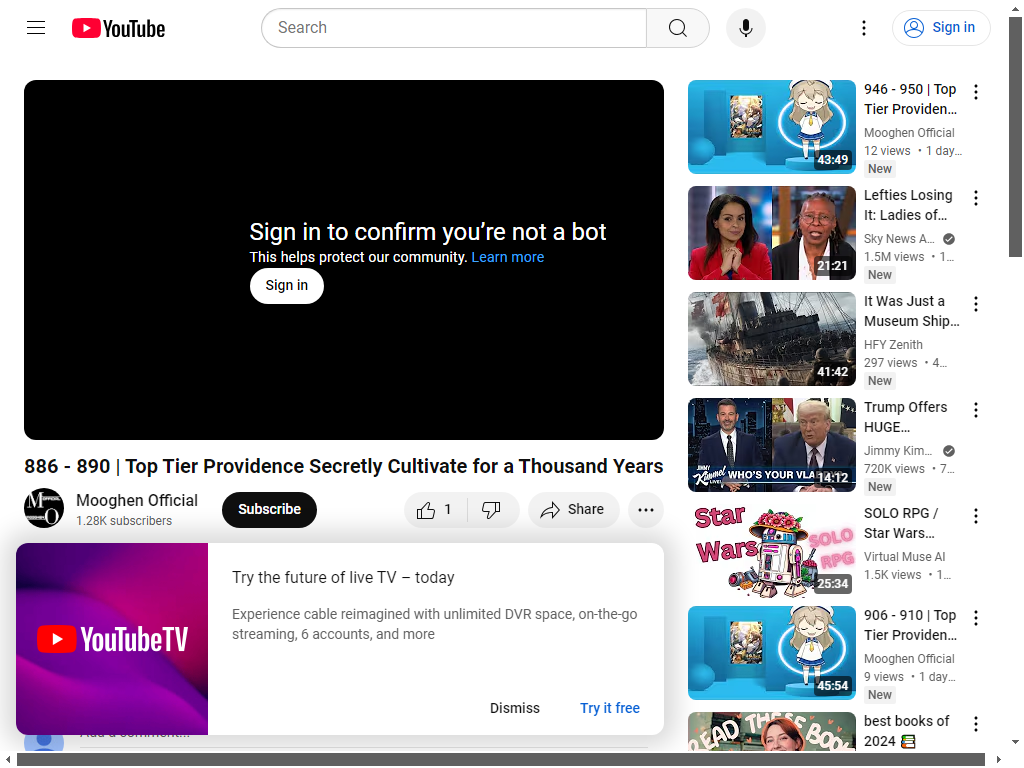 YouTube
Search
Sign in
Sign in to confirm you’re not a bot
This helps protect our community. Learn more
Sign in
886 - 890 | Top Tier Providence Secretly Cultivate for a Thousand Years
Mooghen Official
1.28K subscribers
Subscribe
1
Share
YouTubeTV
Try the future of live TV – today
Experience cable reimagined with unlimited DVR space, on-the-go
streaming, 6 accounts, and more
Dismiss
Try it free
43:49
946 - 950 | Top
Tier Providen...
Mooghen Official
12 views • 1 day...
New
21:21
Lefties Losing
It: Ladies of...
Sky News A...
1.5M views • 1...
New
41:42
It Was Just a
Museum Ship...
HFY Zenith
297 views • 4...
New
JIMMY
Kimmel
LIVE!
WHO'S YOUR
14:12
Trump Offers
HUGE...
Jimmy Kim...
720K views • 7...
New
Star
Wars
SOLO
RPG
25:34
SOLO RPG /
Star Wars...
Virtual Muse AI
1.5K views • 1...
45:54
906 - 910 | Top
Tier Providen...
Mooghen Official
9 views • 1 day...
New
READ THESE BOOK
best books of
2024